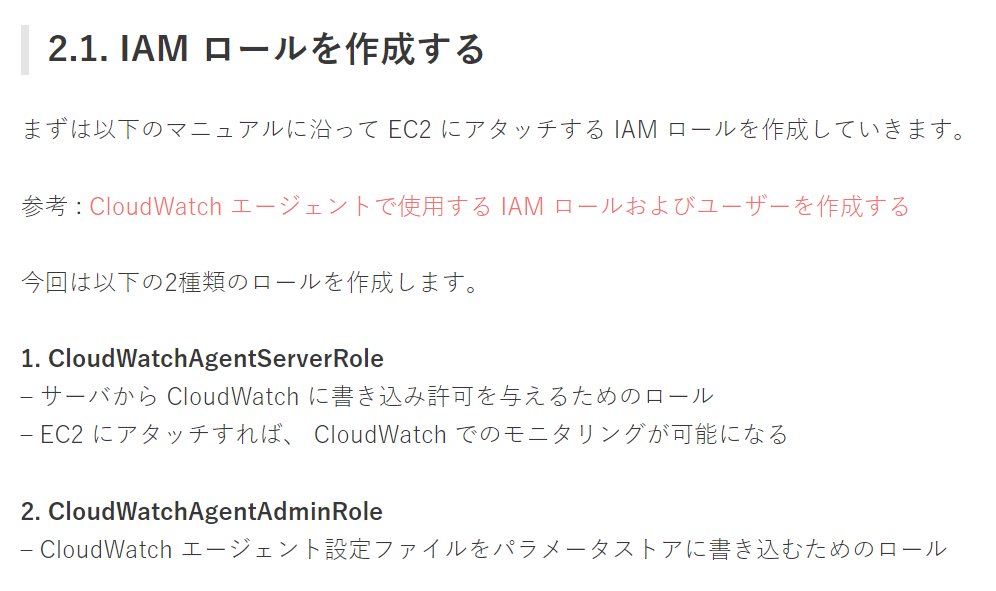 2.1. IAM ロールを作成する
まずは以下のマニュアルに沿って EC2 にアタッチする IAM ロールを作成していきます。
参考 : CloudWatch エージェントで使用する IAM ロールおよびユーザーを作成する
今回は以下の2種類のロールを作成します。
1. CloudWatchAgentServerRole
– サーバから CloudWatch に書き込み許可を与えるためのロール
– EC2 にアタッチすれば、 CloudWatch でのモニタリングが可能になる
2. CloudWatchAgentAdminRole
– CloudWatch エージェント設定ファイルをパラメータストアに書き込むためのロール